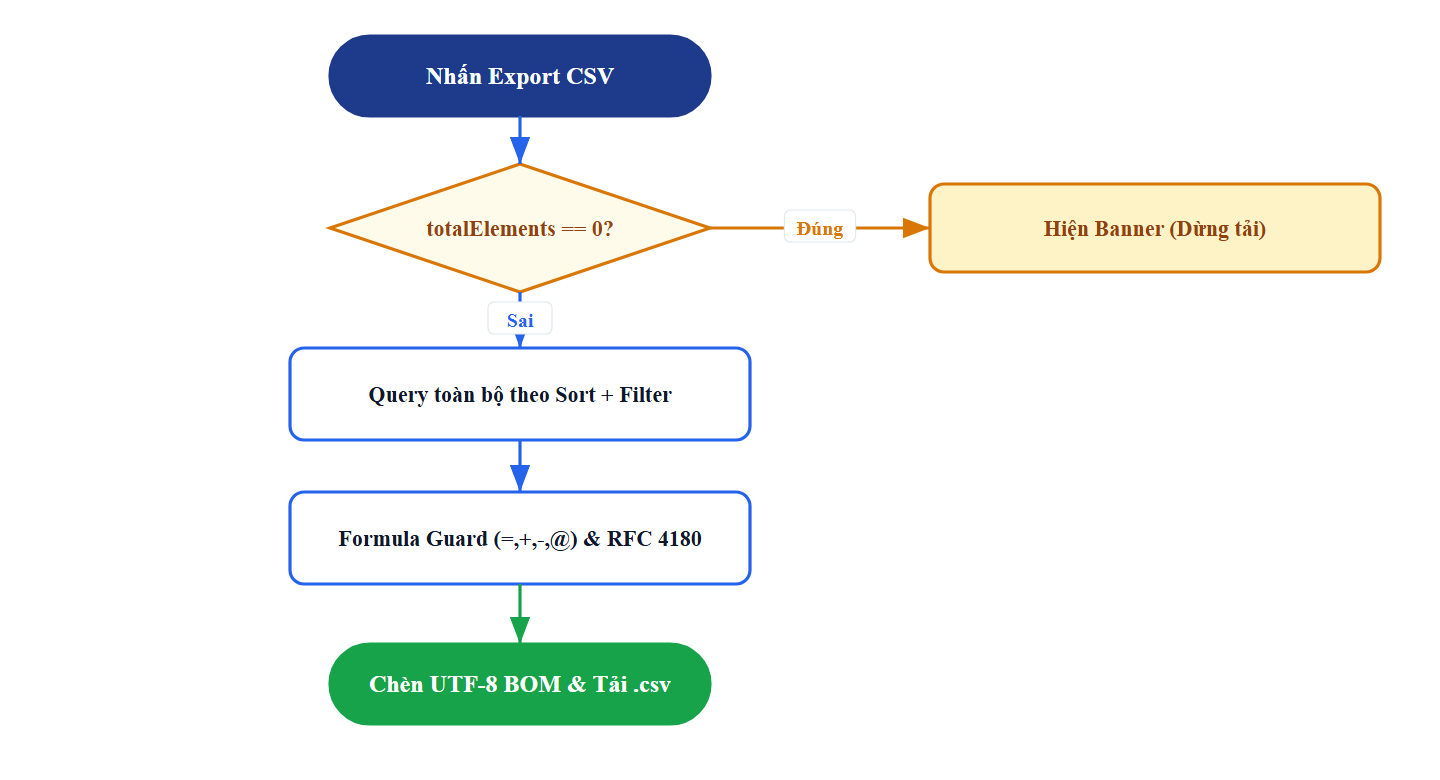 Nhấn Export CSV
totalElements == 0?
Đúng
Hiện Banner (Dừng tải)
Sai
Query toàn bộ theo Sort + Filter
Formula Guard (=,+,-,@) & RFC 4180
Chèn UTF-8 BOM & Tải .csv